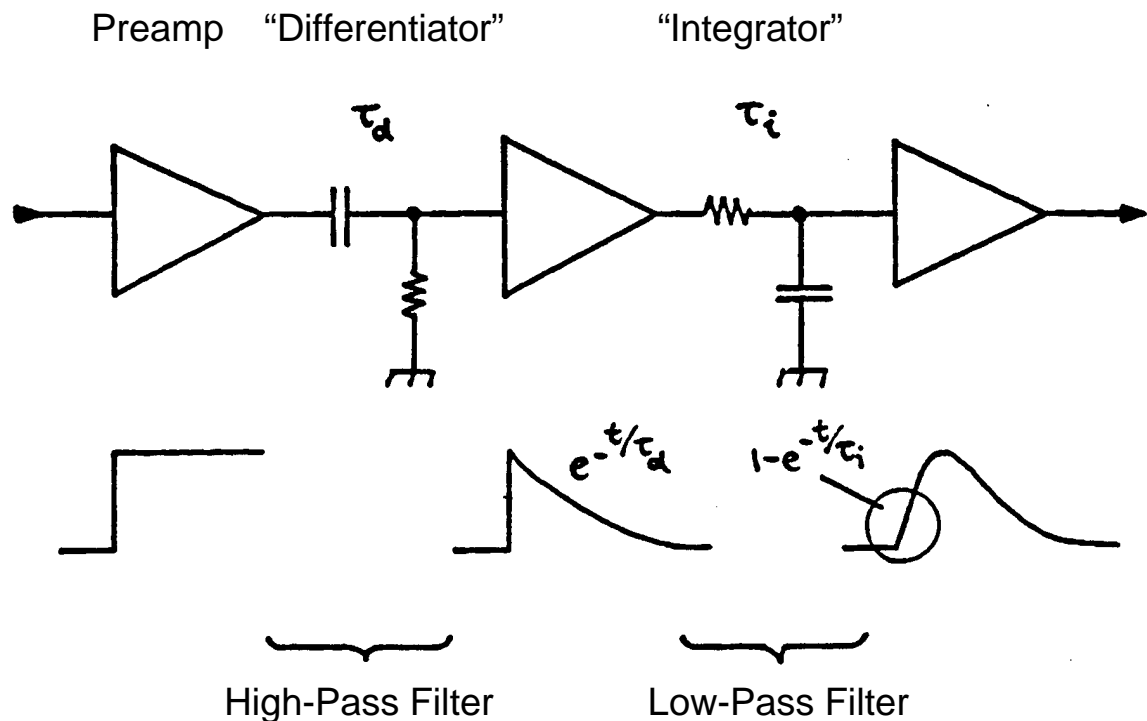 Preamp “Differentiator” “Integrator”
τd τi
e^-t/τd 1-e^-t/τi
High-Pass Filter Low-Pass Filter